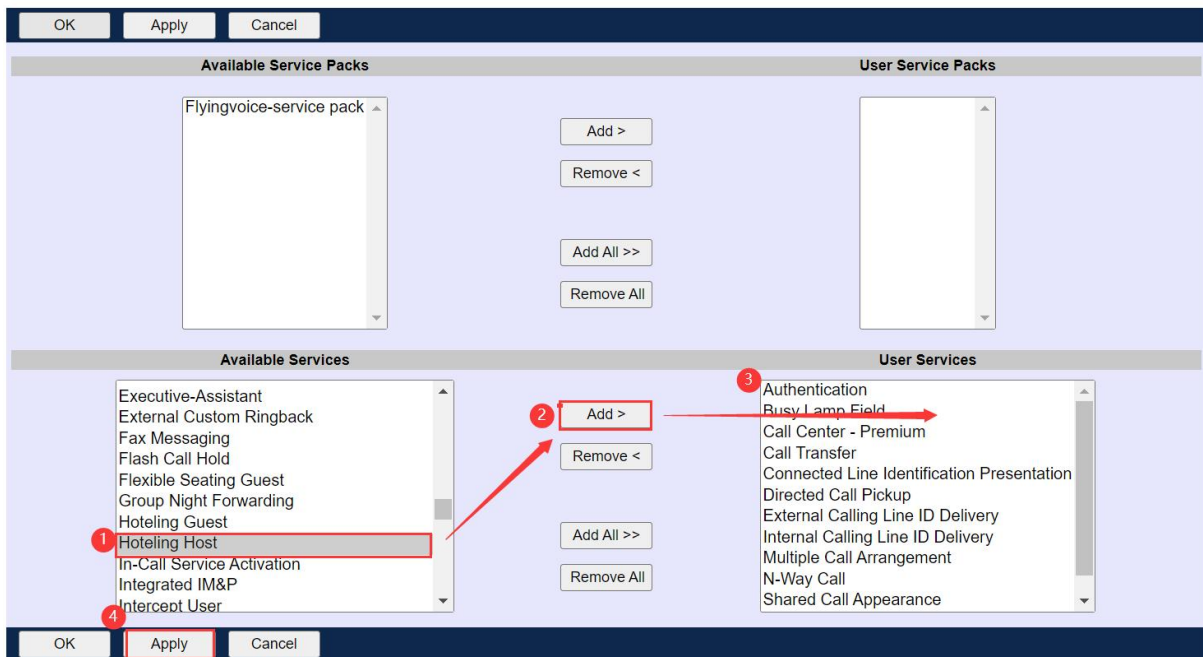 OK Apply Cancel
Available Service Packs User Service Packs
Flyingvoice-service pack
Add >
Remove <
Add All >>
Remove All
Available Services User Services
Executive-Assistant
External Custom Ringback
Fax Messaging
Flash Call Hold
Flexible Seating Guest
Group Night Forwarding
Hoteling Guest
1 Hoteling Host
In-Call Service Activation
Integrated IM&P
Intercept User
2 Add >
Remove <
Add All >>
Remove All
3 Authentication
Busy Lamp Field
Call Center - Premium
Call Transfer
Connected Line Identification Presentation
Directed Call Pickup
External Calling Line ID Delivery
Internal Calling Line ID Delivery
Multiple Call Arrangement
N-Way Call
Shared Call Appearance
4
OK Apply Cancel